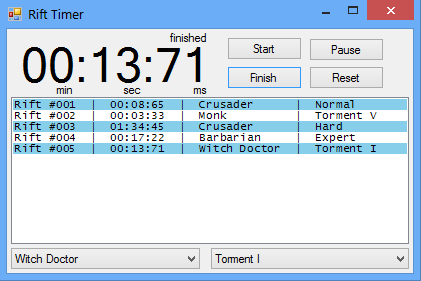 Rift Timer
finished
00:13:71
min sec ms
Start
Pause
Finish
Reset
Rift #001 | 00:08:65 | Crusader | Normal
Rift #002 | 00:03:33 | Monk | Torment V
Rift #003 | 01:34:45 | Crusader | Hard
Rift #004 | 00:17:22 | Barbarian | Expert
Rift #005 | 00:13:71 | Witch Doctor | Torment I
Witch Doctor
Torment I